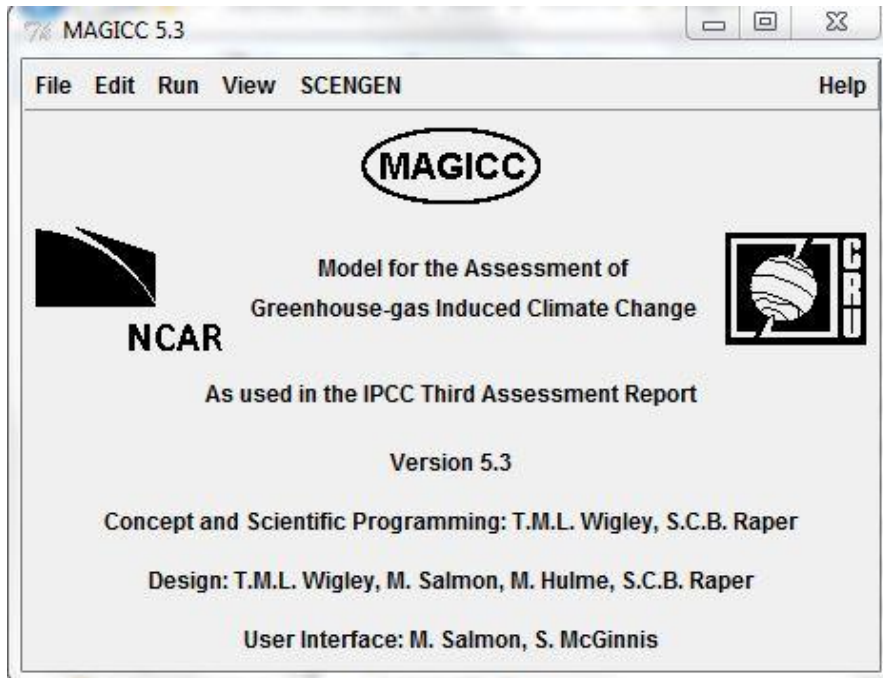 MAGICC 5.3
File Edit Run View SCENGEN Help
MAGICC
NCAR
Model for the Assessment of
Greenhouse-gas Induced Climate Change
CRU
As used in the IPCC Third Assessment Report
Version 5.3
Concept and Scientific Programming: T.M.L. Wigley, S.C.B. Raper
Design: T.M.L. Wigley, M. Salmon, M. Hulme, S.C.B. Raper
User Interface: M. Salmon, S. McGinnis